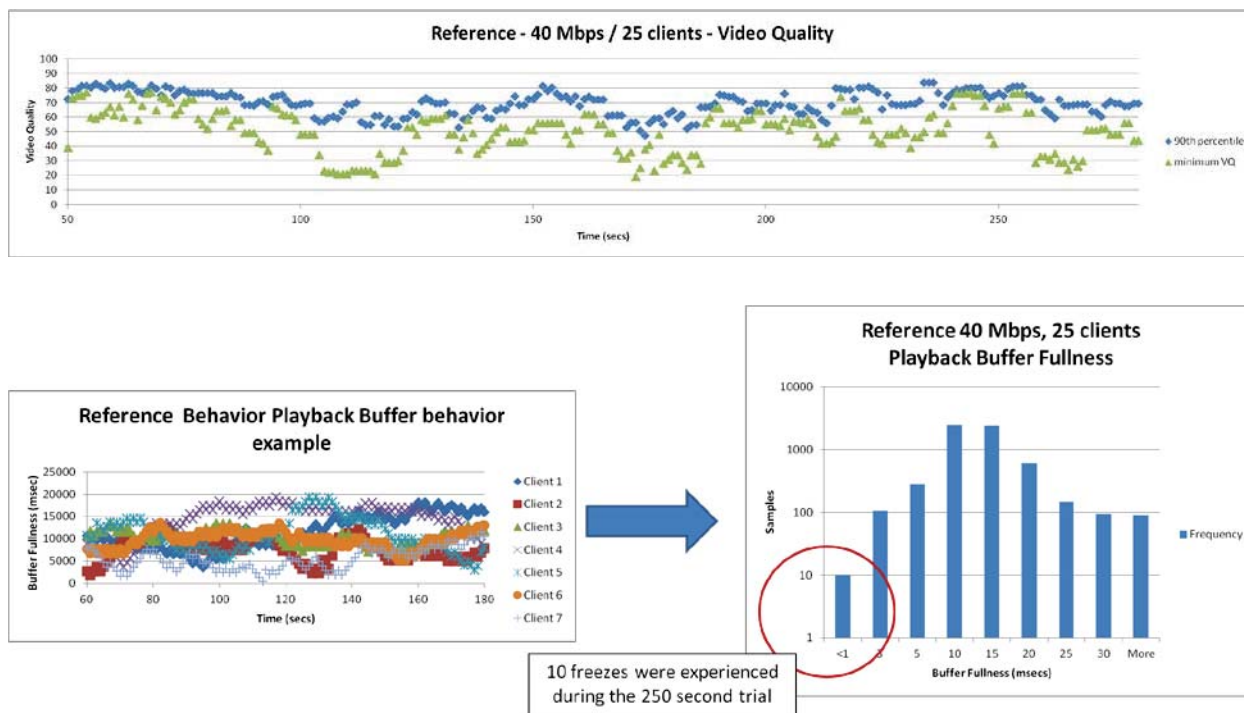 Reference - 40 Mbps / 25 clients - Video Quality
Video Quality
100
90
80
70
60
50
40
30
20
10
0
50
100
150
200
250
Time (secs)
90th percentile
minimum VQ
Reference Behavior Playback Buffer behavior
example
Buffer Fullness (msec)
25000
20000
15000
10000
5000
0
60
80
100
120
140
160
180
Time (secs)
Client 1
Client 2
Client 3
Client 4
Client 5
Client 6
Client 7
Reference 40 Mbps, 25 clients
Playback Buffer Fullness
Samples
10000
1000
100
10
1
<1
3
5
10
15
20
25
30
More
Buffer Fullness (msecs)
Frequency
10 freezes were experienced
during the 250 second trial